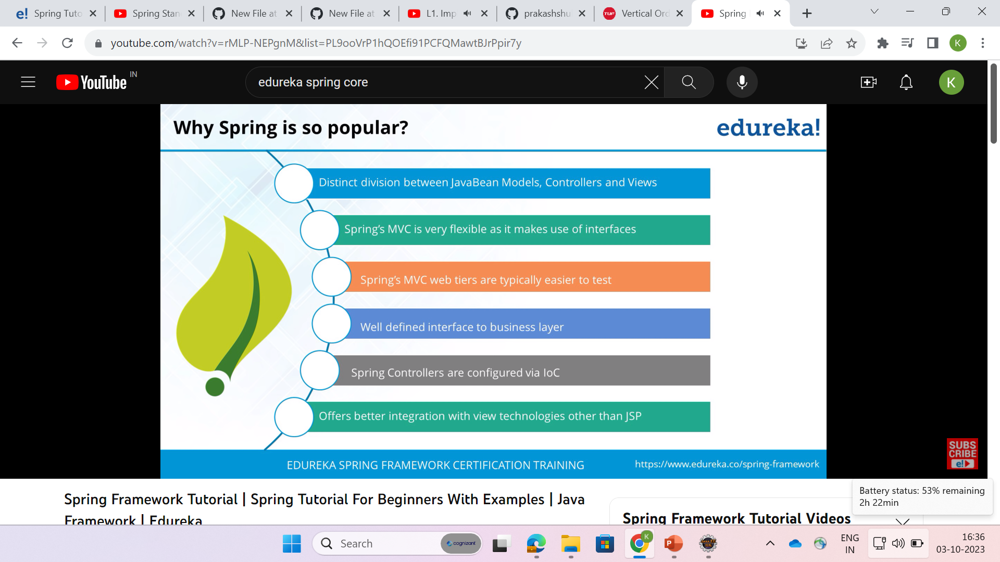 Spring Tuto
Spring Stan
New File at
New File at
L1. Imp
prakashshu
TUF
Vertical Ord
Spring
youtube.com/watch?v=rMLP-NEPgnM&list=PL9ooVrP1hQOEfi91PCFQMawtBJrPpir7y
K
YouTube IN
edureka spring core
K
Why Spring is so popular?
edureka!
Distinct division between JavaBean Models, Controllers and Views
Spring's MVC is very flexible as it makes use of interfaces
Spring's MVC web tiers are typically easier to test
Well defined interface to business layer
Spring Controllers are configured via IoC
Offers better integration with view technologies other than JSP
SUBS
CRIBE
e!
EDUREKA SPRING FRAMEWORK CERTIFICATION TRAINING
https://www.edureka.co/spring-framework
Spring Framework Tutorial | Spring Tutorial For Beginners With Examples | Java
Framework | Edureka
Spring Framework Tutorial Videos
Battery status: 53% remaining
2h 22min
Search
cognizant
K
P
Java EE
IDE
ENG
IN
16:36
03-10-2023